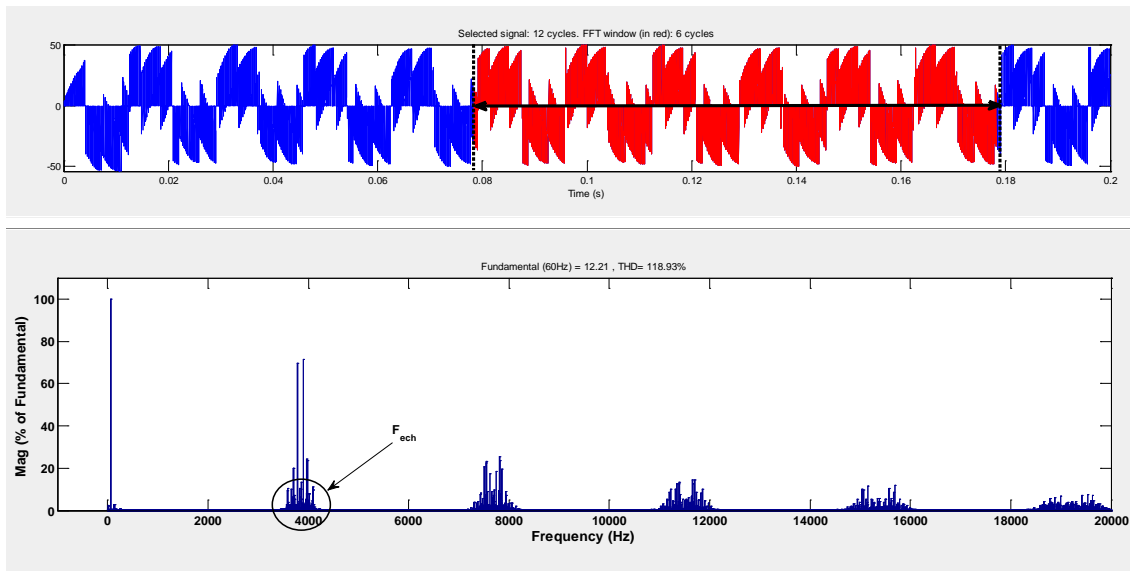 Selected signal: 12 cycles. FFT window (in red): 6 cycles
50
0
-50
0 0.02 0.04 0.06 0.08 0.1 0.12 0.14 0.16 0.18 0.2
Time (s)
Fundamental (60Hz) = 12.21 , THD= 118.93%
Mag (% of Fundamental)
100
80
60
40
20
0
F_ech
0 2000 4000 6000 8000 10000 12000 14000 16000 18000 20000
Frequency (Hz)